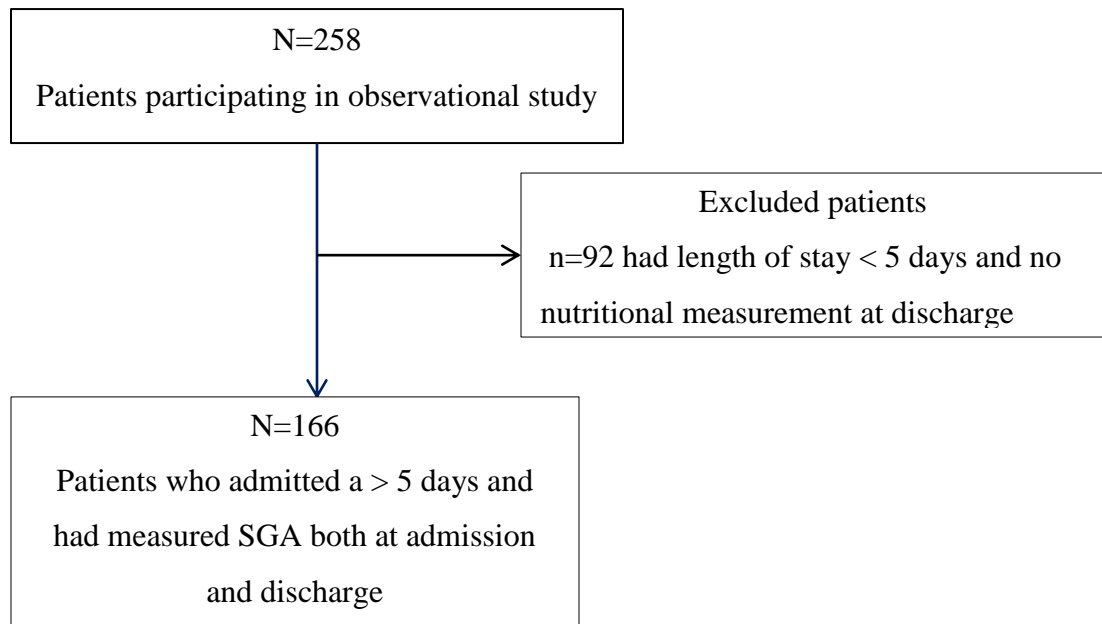 N=258
Patients participating in observational study
Excluded patients
n=92 had length of stay < 5 days and no
nutritional measurement at discharge
N=166
Patients who admitted a > 5 days and
had measured SGA both at admission
and discharge